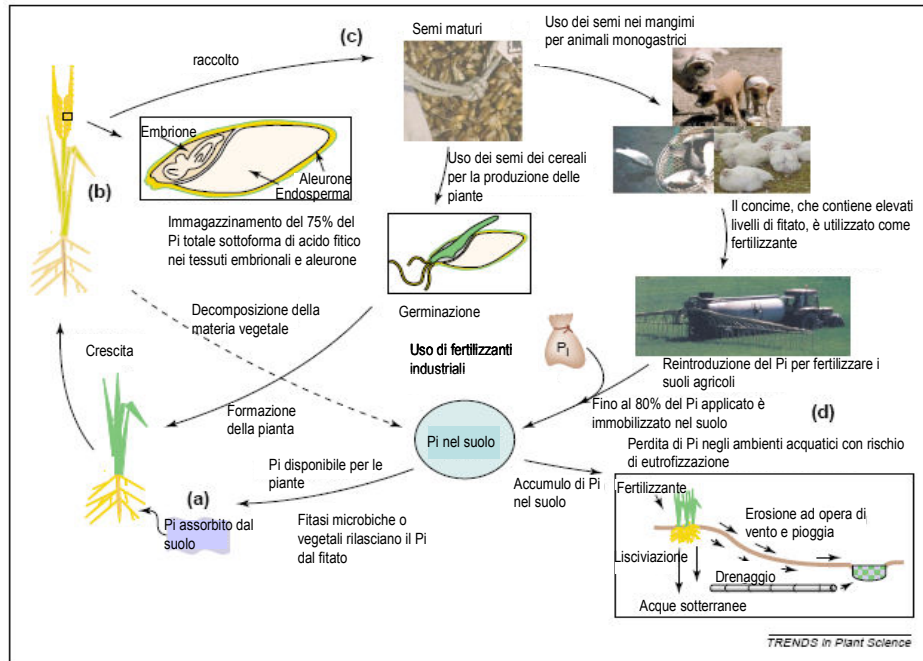 (c)
raccolto
Semi maturi
Uso dei semi nei mangimi
per animali monogastrici
Embrione
Aleurone
Endosperma
(b)
Immagazzinamento del 75% del
Pi totale sottoforma di acido fitico
nei tessuti embrionali e aleurone
Uso dei semi dei cereali
per la produzione delle
piante
Il concime, che contiene elevati
livelli di fitato, è utilizzato come
fertilizzante
Decomposizione della
materia vegetale
Germinazione
Uso di fertilizzanti
industriali
Pi
Crescita
Reintroduzione del Pi per fertilizzare i
suoli agricoli
Formazione
della pianta
Fino al 80% del Pi applicato è
immobilizzato nel suolo
(d)
Pi nel suolo
Perdita di Pi negli ambienti acquatici con rischio
di eutrofizzazione
Pi disponibile per le
piante
Accumulo di Pi
nel suolo
(a)
Pi assorbito dal
suolo
Fitasi microbiche o
vegetali rilasciano il Pi
dal fitato
Fertilizzante
Erosione ad opera di
vento e pioggia
Lisciviazione
Drenaggio
Acque sotterranee
TRENDS in Plant Science